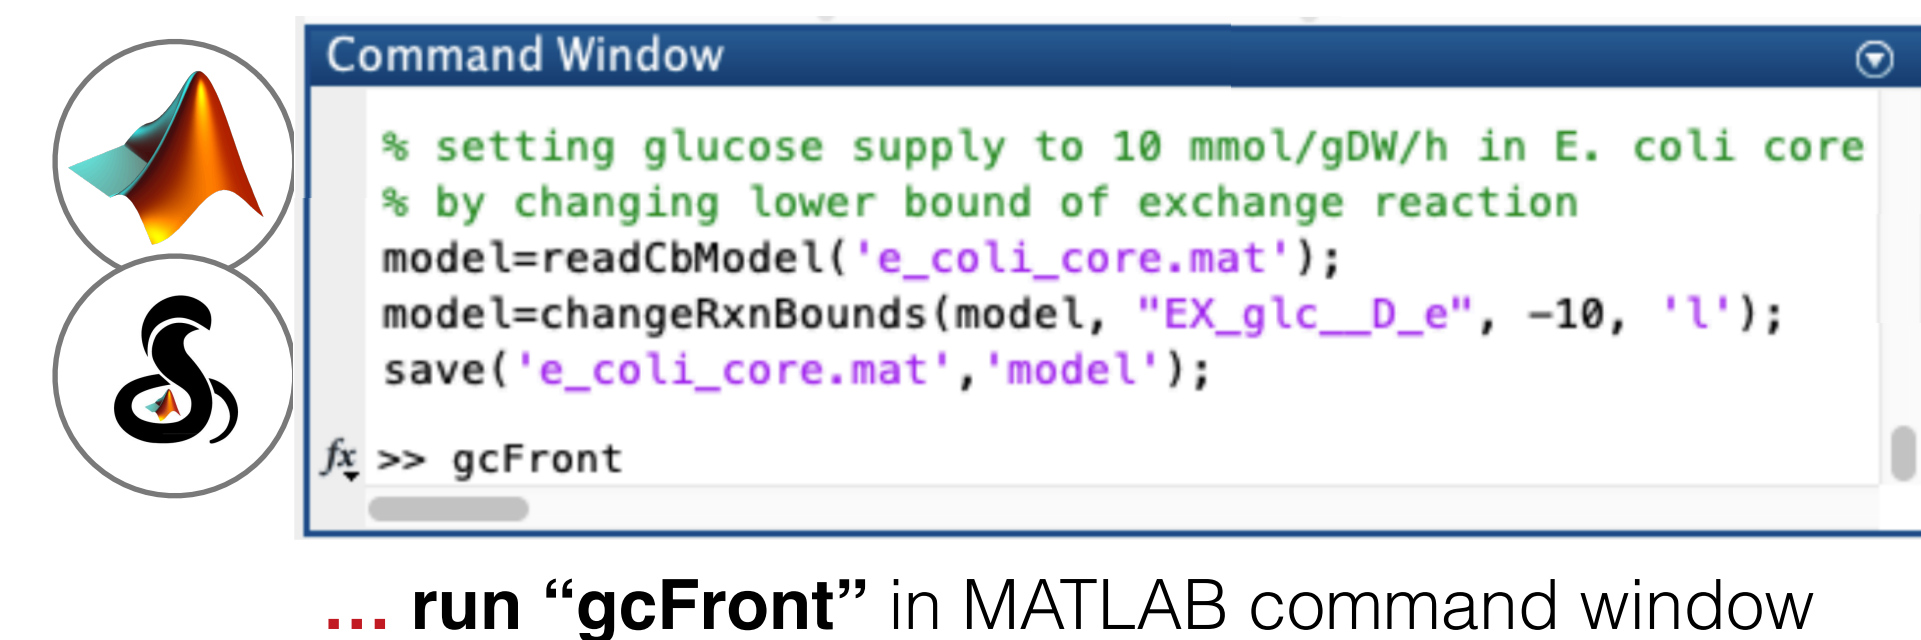 Command Window
% setting glucose supply to 10 mmol/gDW/h in E. coli core
% by changing lower bound of exchange reaction
model=readCbModel('e_coli_core.mat');
model=changeRxnBounds(model, "EX_glc__D_e", −10, 'l');
save('e_coli_core.mat','model');
fx >> gcFront
... run “gcFront” in MATLAB command window